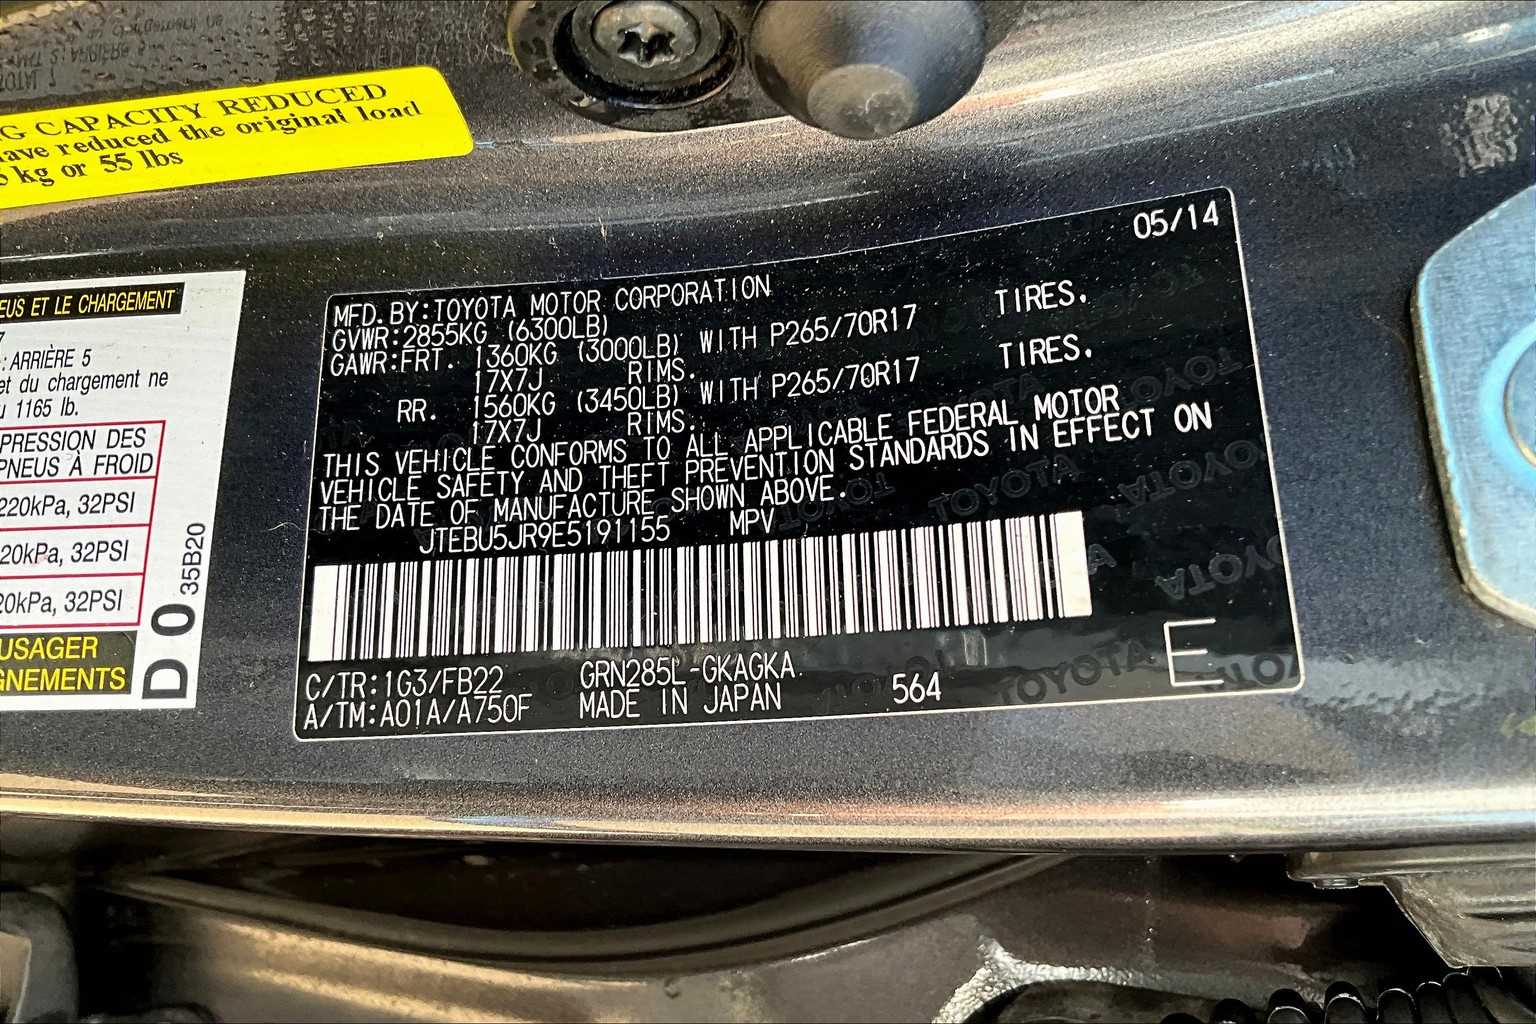 G CAPACITY REDUCED
have reduced the original load
kg or 55 lbs
EUS ET LE CHARGEMENT
7
: ARRIÈRE 5
et du chargement ne
1165 lb.
PRESSION DES
PNEUS À FROID
220kPa, 32PSI
20kPa, 32PSI
20kPa, 32PSI
USAGER
GNEMENTS
D0 35B20
05/14
MFD. BY:TOYOTA MOTOR CORPORATION
GVWR:2855KG (6300LB)
GAWR:FRT. 1360KG (3000LB) WITH P265/70R17 TIRES.
17X7J RIMS.
RR. 1560KG (3450LB) WITH P265/70R17 TIRES.
17X7J RIMS.
THIS VEHICLE CONFORMS TO ALL APPLICABLE FEDERAL MOTOR
VEHICLE SAFETY AND THEFT PREVENTION STANDARDS IN EFFECT ON
THE DATE OF MANUFACTURE SHOWN ABOVE.
JTEBU5JR9E5191155 MPV
C/TR:1G3/FB22 GRN285L-GKAGKA
A/TM:A01A/A750F MADE IN JAPAN 564 E